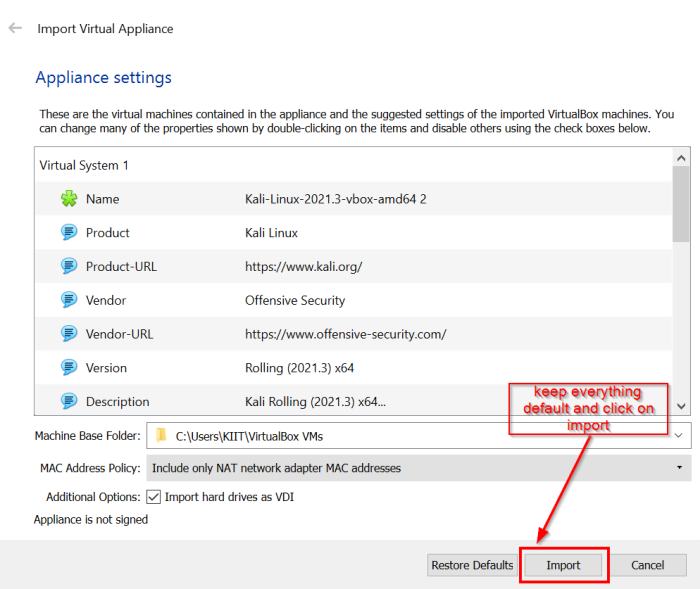 Import Virtual Appliance
Appliance settings
These are the virtual machines contained in the appliance and the suggested settings of the imported VirtualBox machines. You
can change many of the properties shown by double-clicking on the items and disable others using the check boxes below.
Virtual System 1
Name Kali-Linux-2021.3-vbox-amd64 2
Product Kali Linux
Product-URL https://www.kali.org/
Vendor Offensive Security
Vendor-URL https://www.offensive-security.com/
Version Rolling (2021.3) x64
Description Kali Rolling (2021.3) x64...
keep everything
default and click on
import
Machine Base Folder: C:\Users\KIIT\VirtualBox VMs
MAC Address Policy: Include only NAT network adapter MAC addresses
Additional Options: Import hard drives as VDI
Appliance is not signed
Restore Defaults Import Cancel